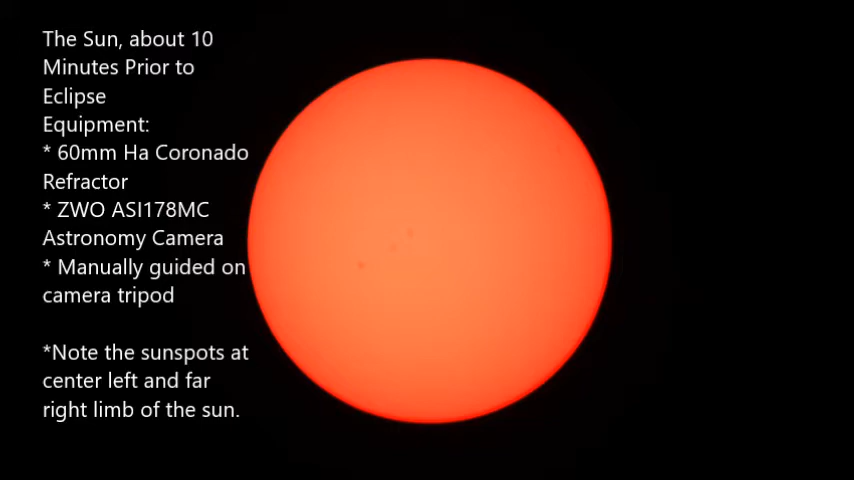 The Sun, about 10
Minutes Prior to
Eclipse
Equipment:
* 60mm Ha Coronado
Refractor
* ZWO ASI178MC
Astronomy Camera
* Manually guided on
camera tripod
*Note the sunspots at
center left and far
right limb of the sun.